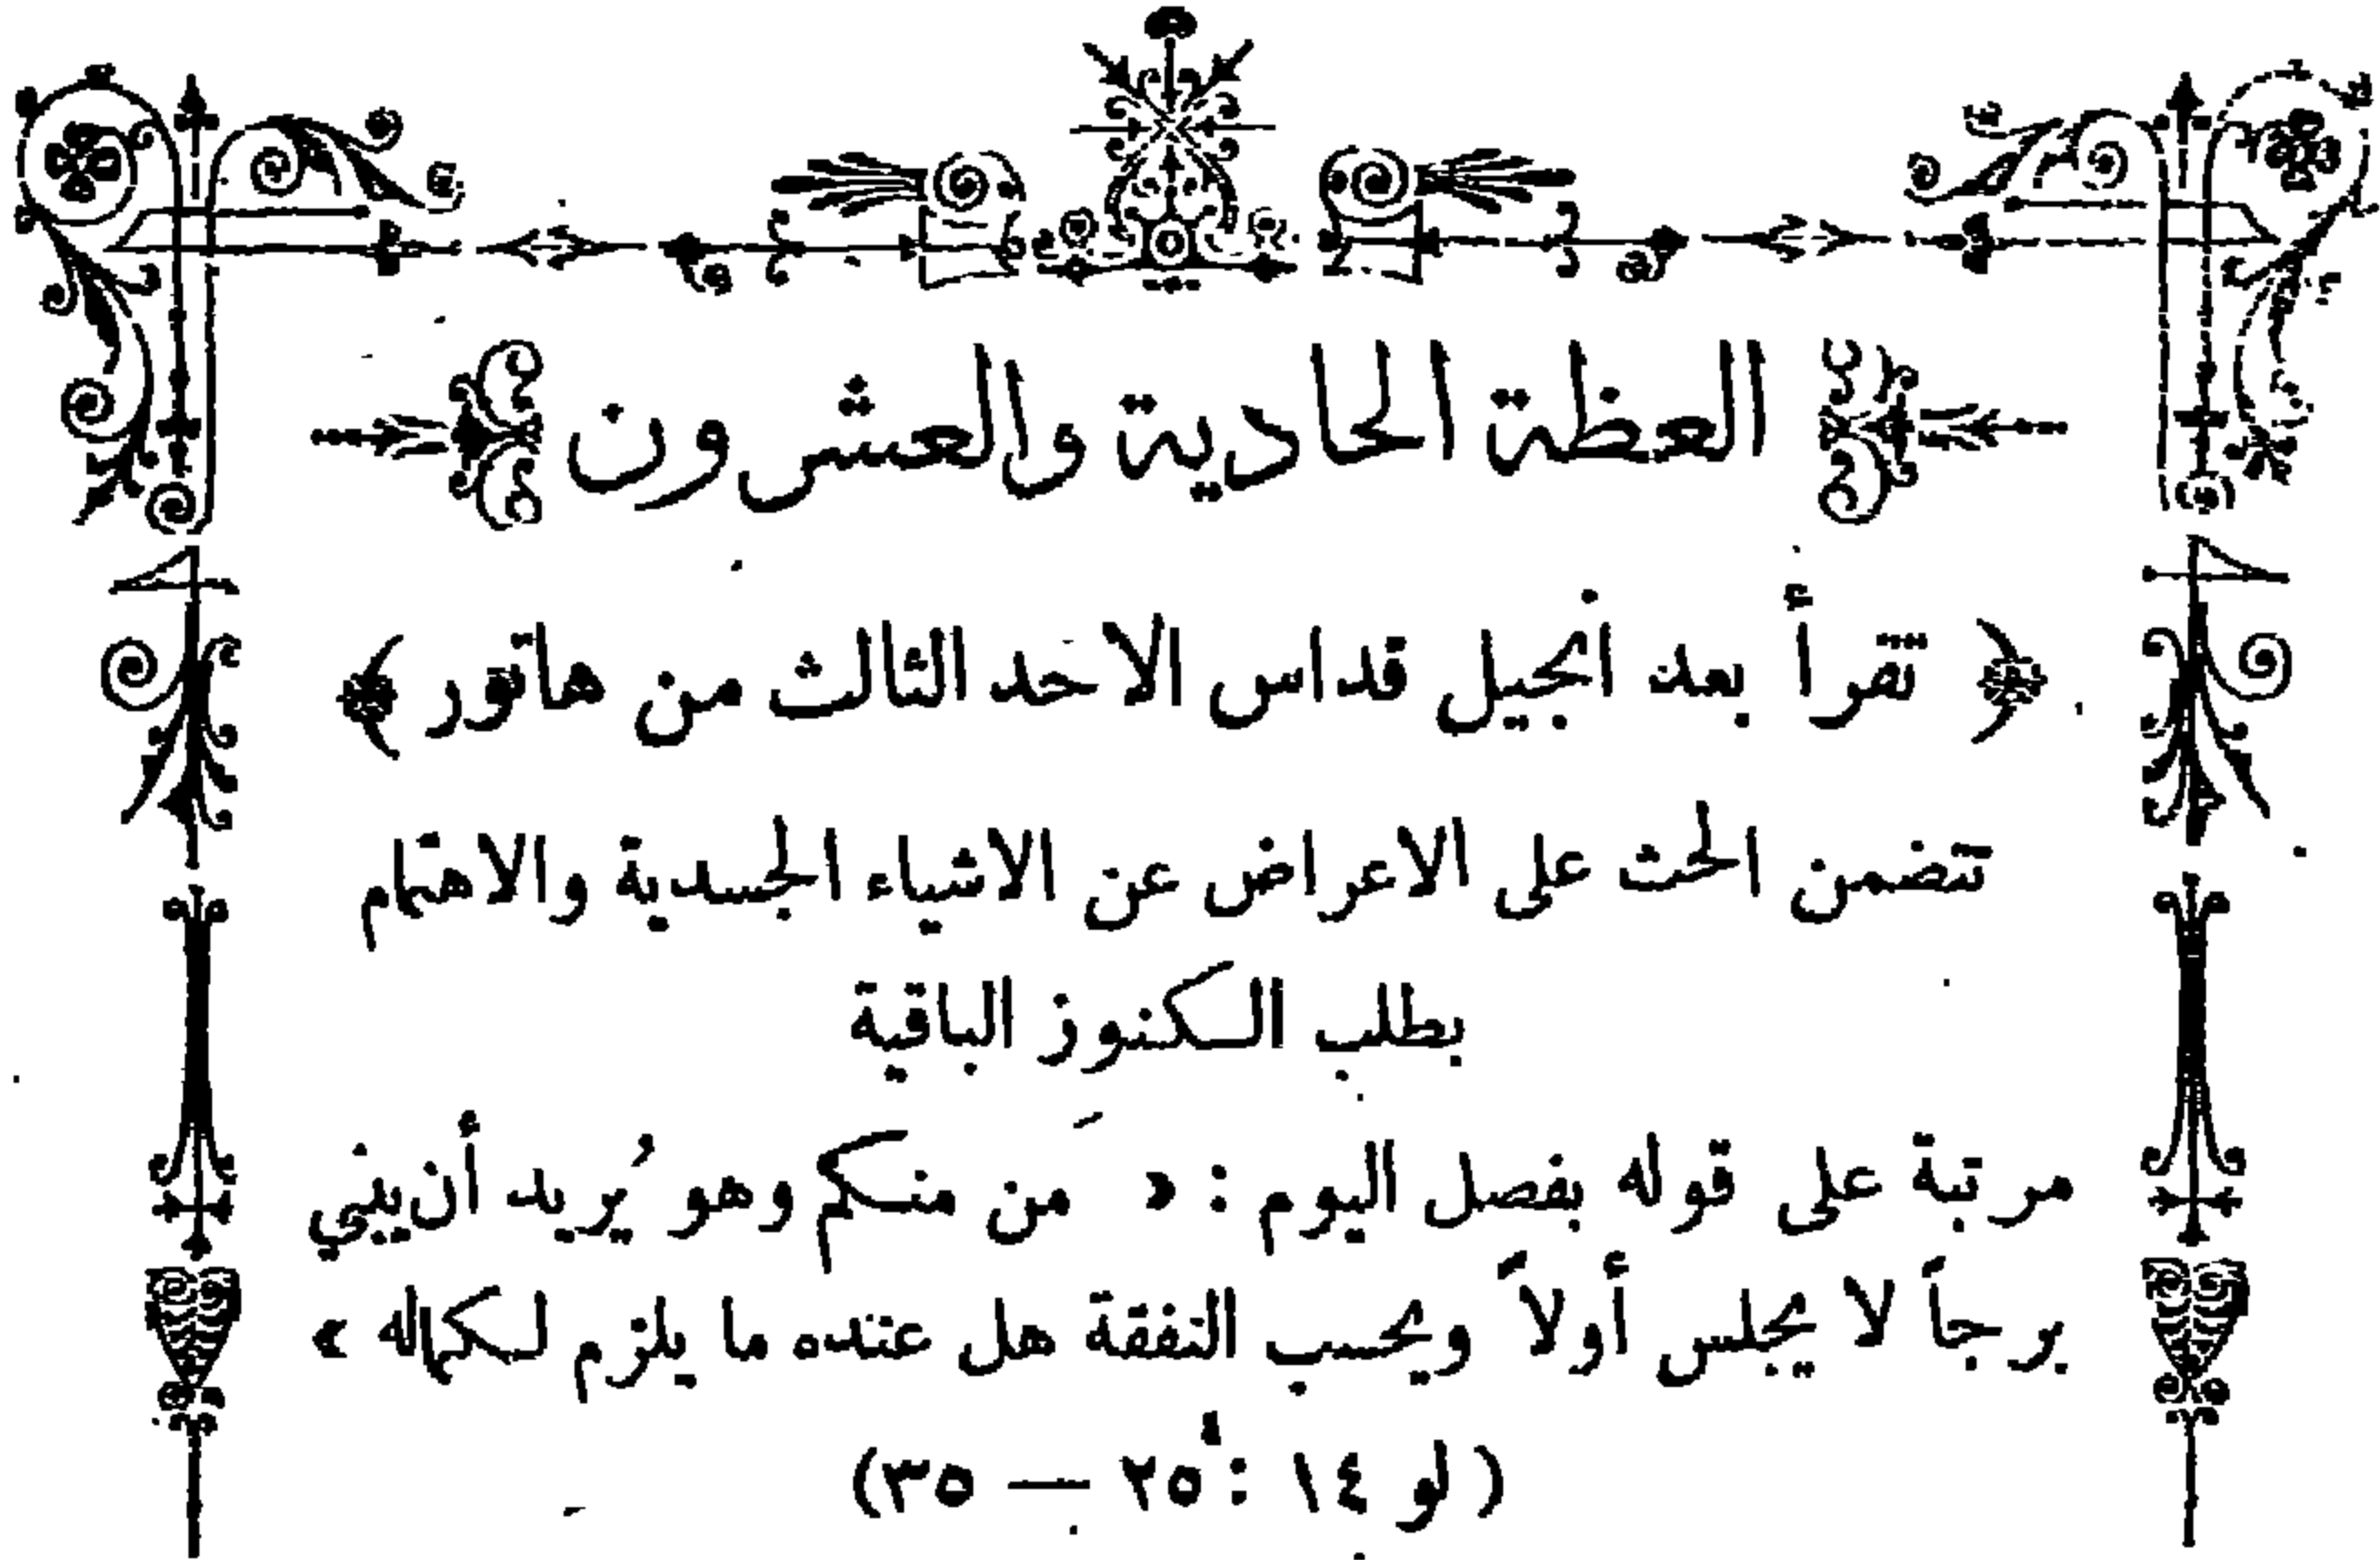 العظة الحادية والعشرون
﴿ تقرأ بعد انجيل قداس الاحد الثالث من هاتور ﴾
تتضمن الحث على الاعراض عن الاشياء الجسدية والاهتمام
بطلب الكنوز الباقية
مرتبة على قوله بفصل اليوم : « مَن منكم وهو يُريد أن يبني
برجاً لا يجلس أولاً ويحسب النفقة هل عنده ما يلزم لكماله »
( لو ١٤ : ٢٥ — ٣٥)